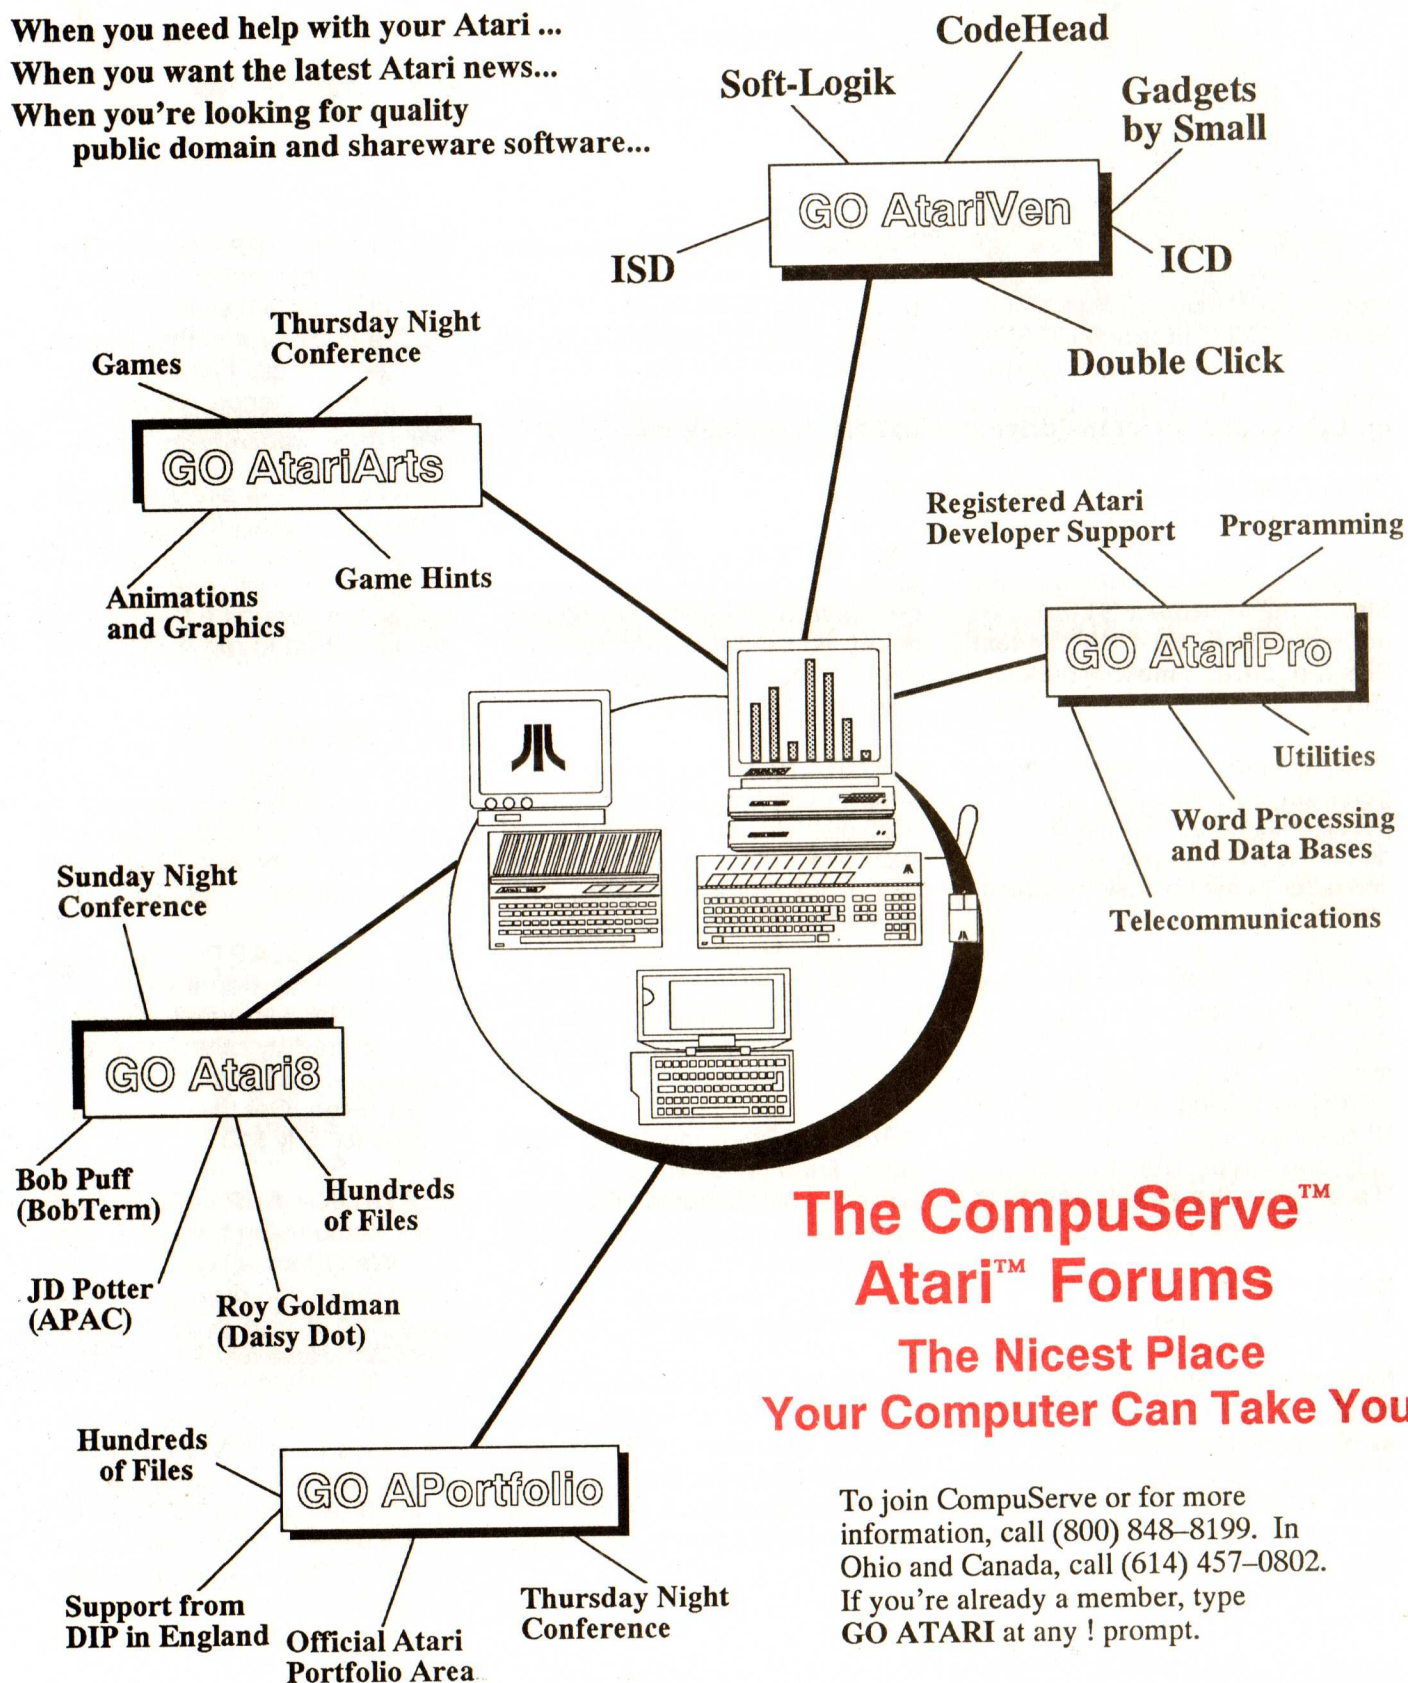 When you need help with your Atari ...
When you want the latest Atari news...
When you're looking for quality
public domain and shareware software...
CodeHead
Soft-Logik
Gadgets
by Small
GO AtariVen
ISD
ICD
Double Click
Thursday Night
Conference
Games
GO AtariArts
Animations
and Graphics
Game Hints
Registered Atari
Developer Support
Programming
GO AtariPro
Utilities
Word Processing
and Data Bases
Telecommunications
Sunday Night
Conference
GO Atari8
Bob Puff
(BobTerm)
Hundreds
of Files
JD Potter
(APAC)
Roy Goldman
(Daisy Dot)
The CompuServe™
Atari™ Forums
The Nicest Place
Your Computer Can Take You
Hundreds
of Files
GO APortfolio
Support from
DIP in England
Official Atari
Portfolio Area
Thursday Night
Conference
To join CompuServe or for more
information, call (800) 848–8199. In
Ohio and Canada, call (614) 457–0802.
If you're already a member, type
GO ATARI at any ! prompt.